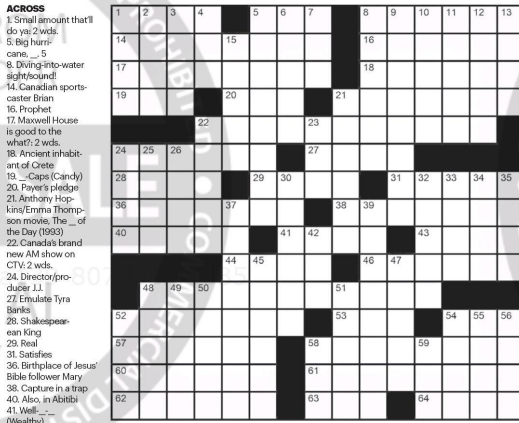 ACROSS
1. Small amount that'll
do ya: 2 wds.
5. Big hurri-
cane, _. 5
8. Diving-into-water
sight/sound!
14. Canadian sports-
caster Brian
16. Prophet
17. Maxwell House
is good to the
what?: 2 wds.
18. Ancient inhabit-
ant of Crete
19. _-Caps (Candy)
20. Payer's pledge
21. Anthony Hop-
kins/Emma Thomp-
son movie, The _ of
the Day (1993)
22. Canada's brand
new AM show on
CTV: 2 wds.
24. Director/pro-
ducer J.J.
27. Emulate Tyra
Banks
28. Shakespear-
ean King
29. Real
31. Satisfies
36. Birthplace of Jesus'
Bible follower Mary
38. Capture in a trap
40. Also, in Abitibi
41. Well-_-_
(Wealthy)
1 2 3 4 5 6 7 8 9 10 11 12 13
14 15 16
17 18
19 20 21
22 23
24 25 26 27
28 29 30 31 32 33 34 35
36 37 38 39
40 41 42 43
44 45 46 47
48 49 50 51
52 53 54 55 56
57 58 59
60 61
62 63 64